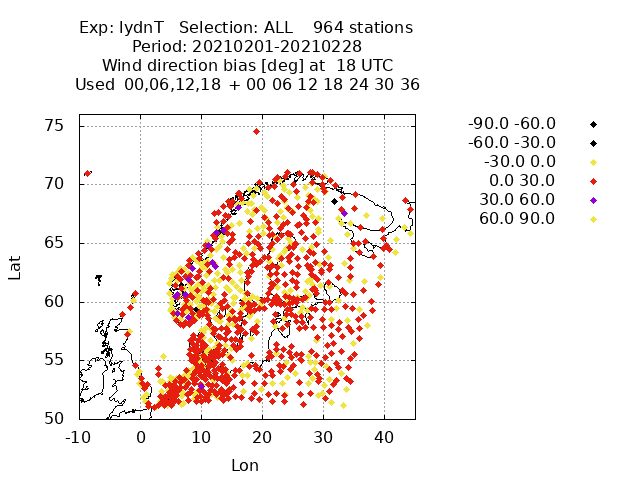 Exp: lydnT Selection: ALL 964 stations
Period: 20210201-20210228
Wind direction bias [deg] at 18 UTC
Used 00,06,12,18 + 00 06 12 18 24 30 36
-90.0 -60.0
-60.0 -30.0
-30.0 0.0
0.0 30.0
30.0 60.0
60.0 90.0
75
70
65
60
55
50
Lat
-10 0 10 20 30 40
Lon